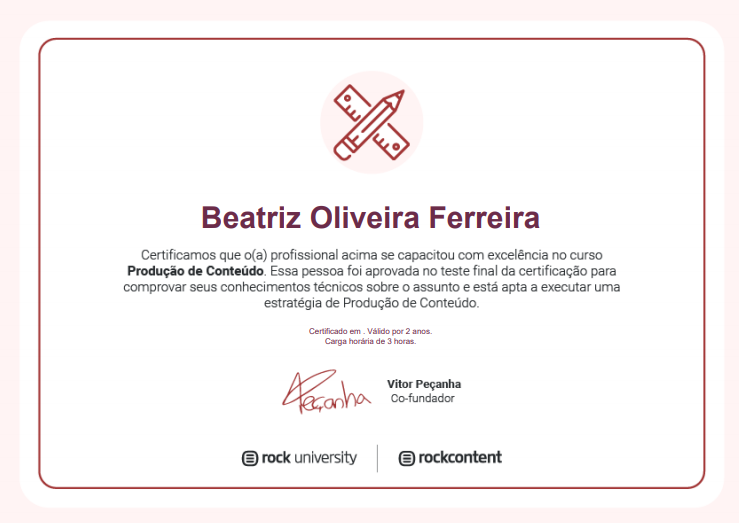 Beatriz Oliveira Ferreira
Certificamos que o(a) profissional acima se capacitou com excelência no curso
Produção de Conteúdo. Essa pessoa foi aprovada no teste final da certificação para
comprovar seus conhecimentos técnicos sobre o assunto e está apta a executar uma
estratégia de Produção de Conteúdo.
Certificado em . Válido por 2 anos.
Carga horária de 3 horas.
Peçanha
Vitor Peçanha
Co-fundador
rock university
rockcontent